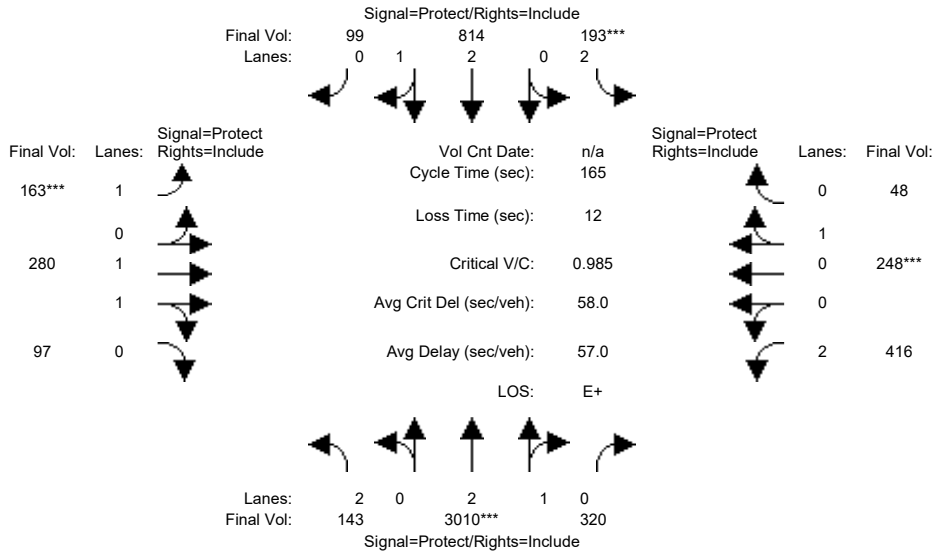 Signal=Protect/Rights=Include
Final Vol: 99 814 193***
Lanes: 0 1 2 0 2
Signal=Protect
Final Vol: Lanes: Rights=Include
Vol Cnt Date: n/a
Signal=Protect
Rights=Include Lanes: Final Vol:
Cycle Time (sec): 165
163*** 1
0 48
Loss Time (sec): 12
0
1
280 1
Critical V/C: 0.985
0 248***
1
Avg Crit Del (sec/veh): 58.0
0
97 0
Avg Delay (sec/veh): 57.0
2 416
LOS: E+
Lanes: 2 0 2 1 0
Final Vol: 143 3010*** 320
Signal=Protect/Rights=Include